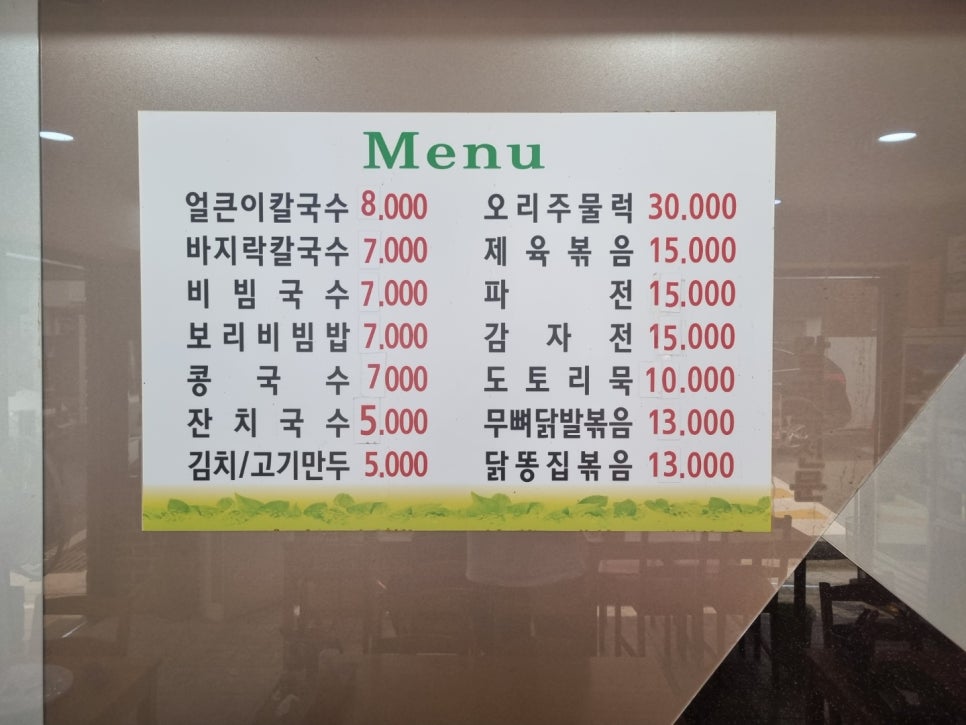 Menu
얼큰이칼국수 8.000
바지락칼국수 7.000
비빔국수 7.000
보리비빔밥 7.000
콩국수 7000
잔치국수 5.000
김치/고기만두 5.000
오리주물럭 30.000
제육볶음 15.000
파전 15.000
감자전 15.000
도토리묵 10.000
무뼈닭발볶음 13.000
닭똥집볶음 13.000
문